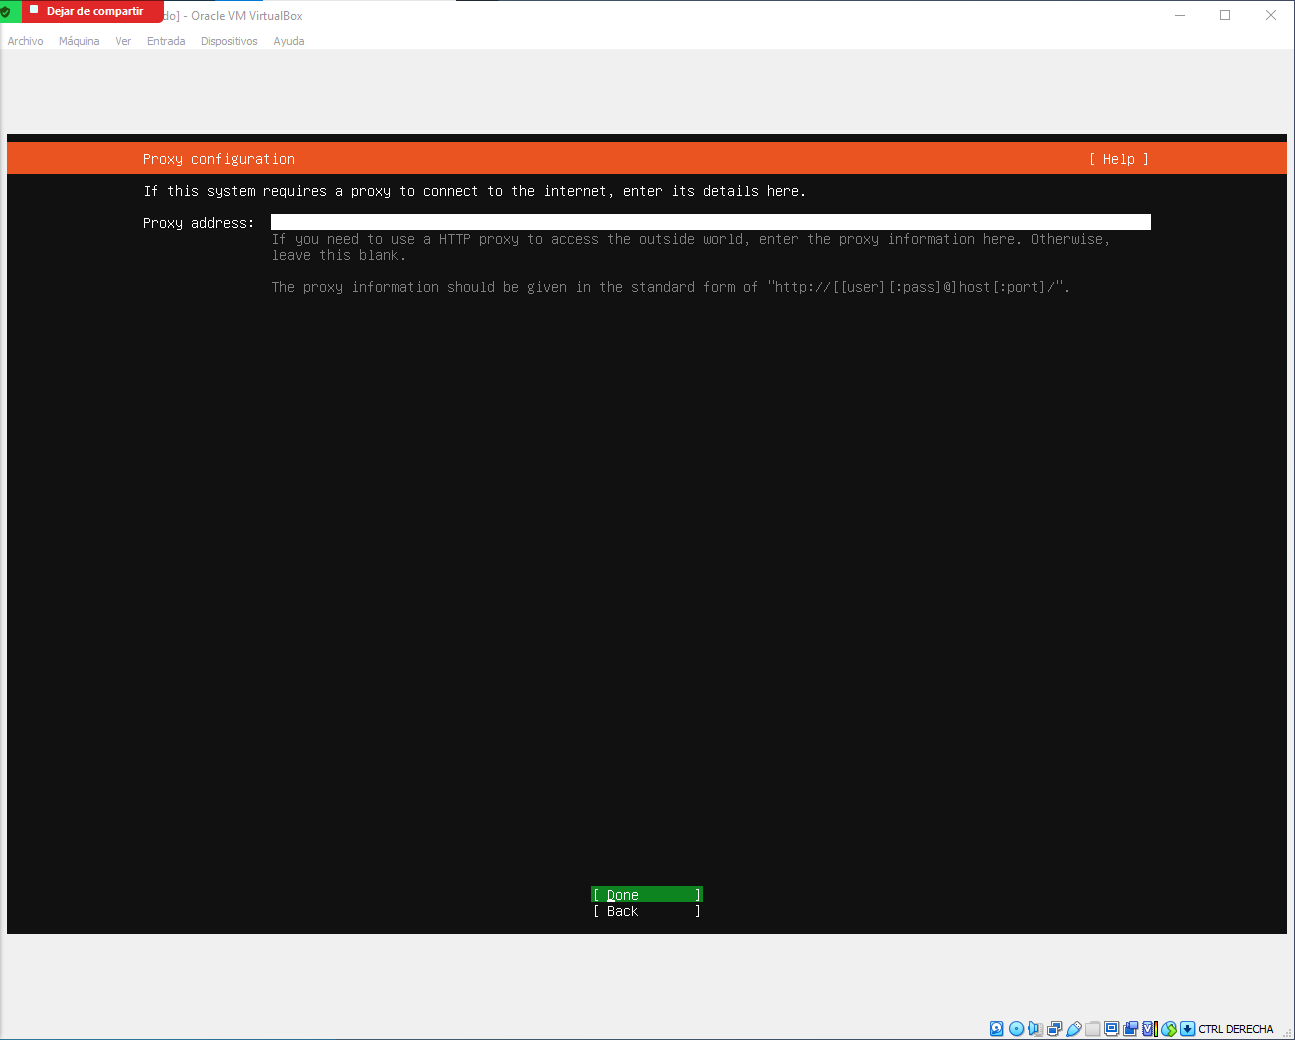 Dejar de compartir
do] - Oracle VM VirtualBox
Archivo Máquina Ver Entrada Dispositivos Ayuda
Proxy configuration [ Help ]
If this system requires a proxy to connect to the internet, enter its details here.
Proxy address:
If you need to use a HTTP proxy to access the outside world, enter the proxy information here. Otherwise,
leave this blank.
The proxy information should be given in the standard form of "http://[[user][:pass]@]host[:port]/".
[ Done ]
[ Back ]
CTRL DERECHA